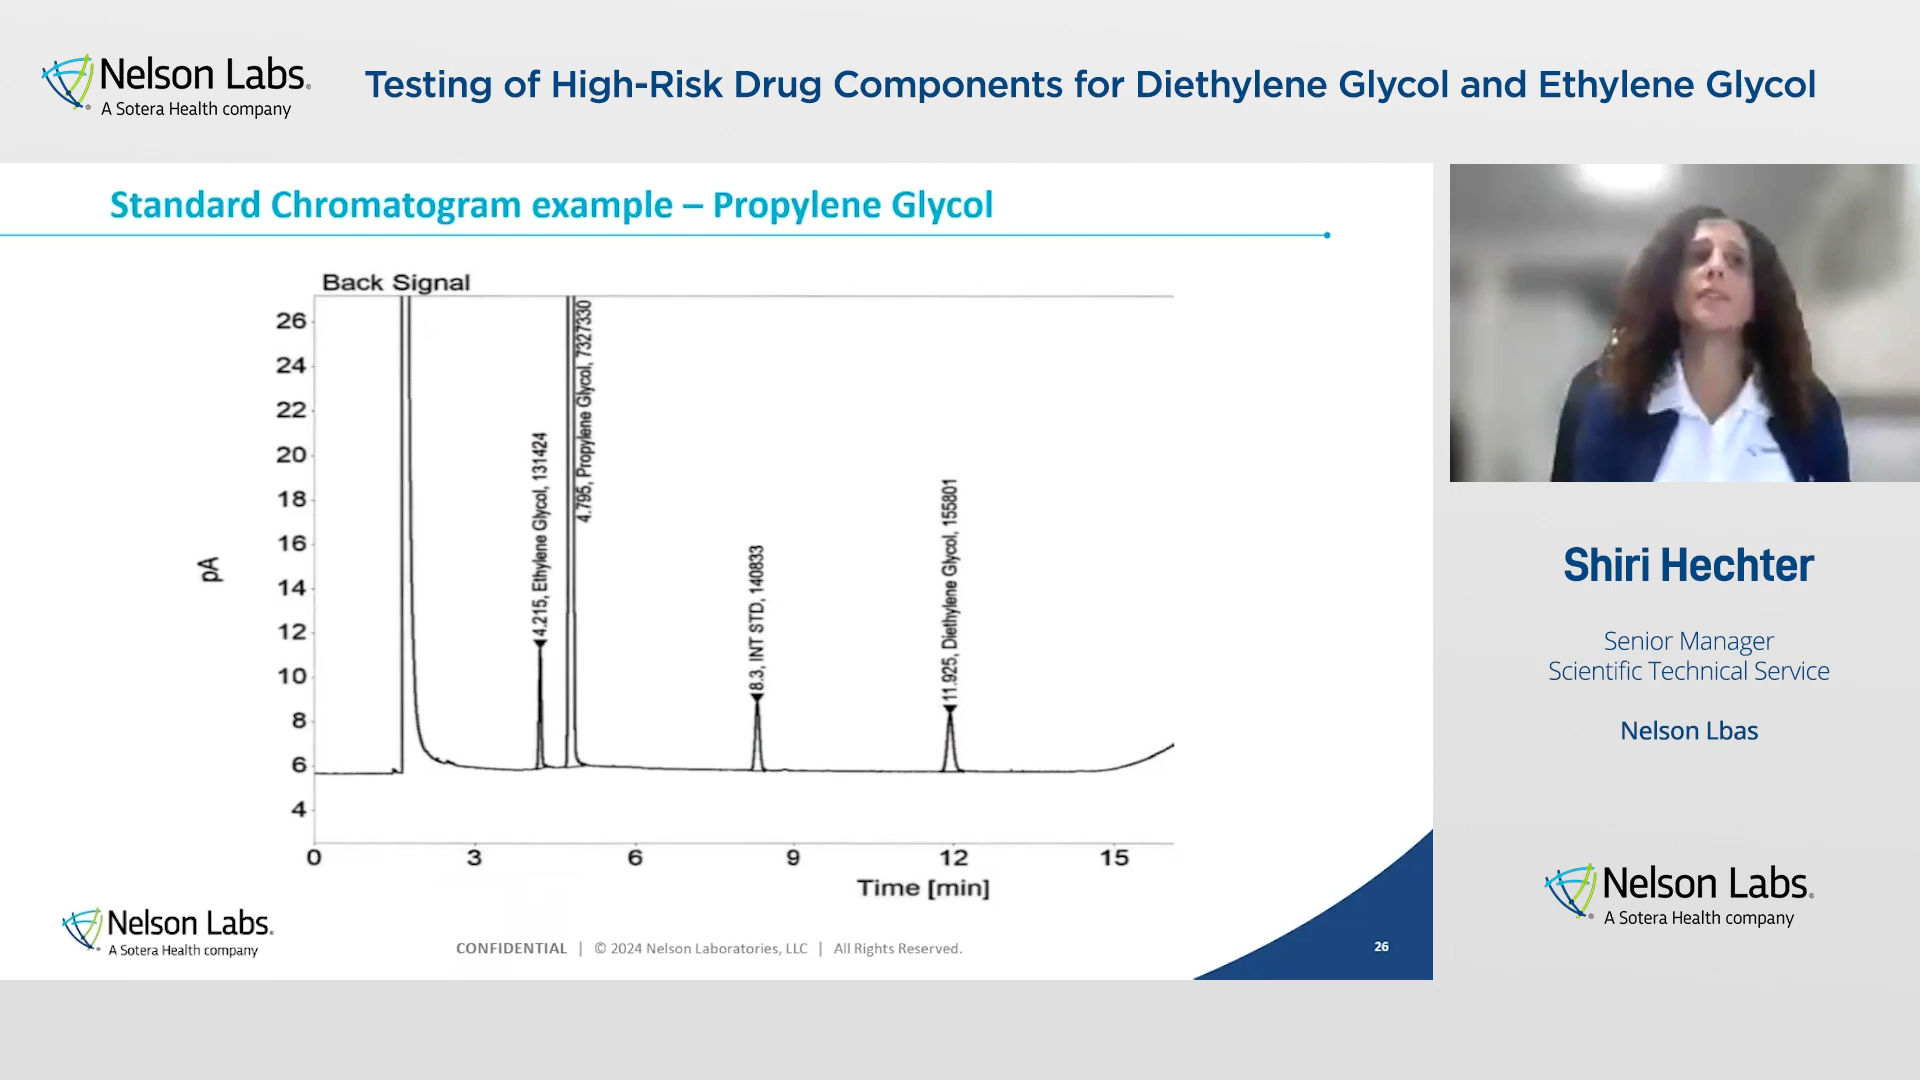 Nelson Labs.
A Sotera Health company
Testing of High-Risk Drug Components for Diethylene Glycol and Ethylene Glycol
Standard Chromatogram example – Propylene Glycol
Back Signal
26
24
22
20
18
16
14
12
10
8
6
4
pA
4.215, Ethylene Glycol, 131424
4.795, Propylene Glycol, 7327330
8.3, INT STD, 140833
11.925, Diethylene Glycol, 155801
0 3 6 9 12 15
Time [min]
Nelson Labs.
A Sotera Health company
CONFIDENTIAL | © 2024 Nelson Laboratories, LLC | All Rights Reserved.
26
Shiri Hechter
Senior Manager
Scientific Technical Service
Nelson Lbas
Nelson Labs.
A Sotera Health company